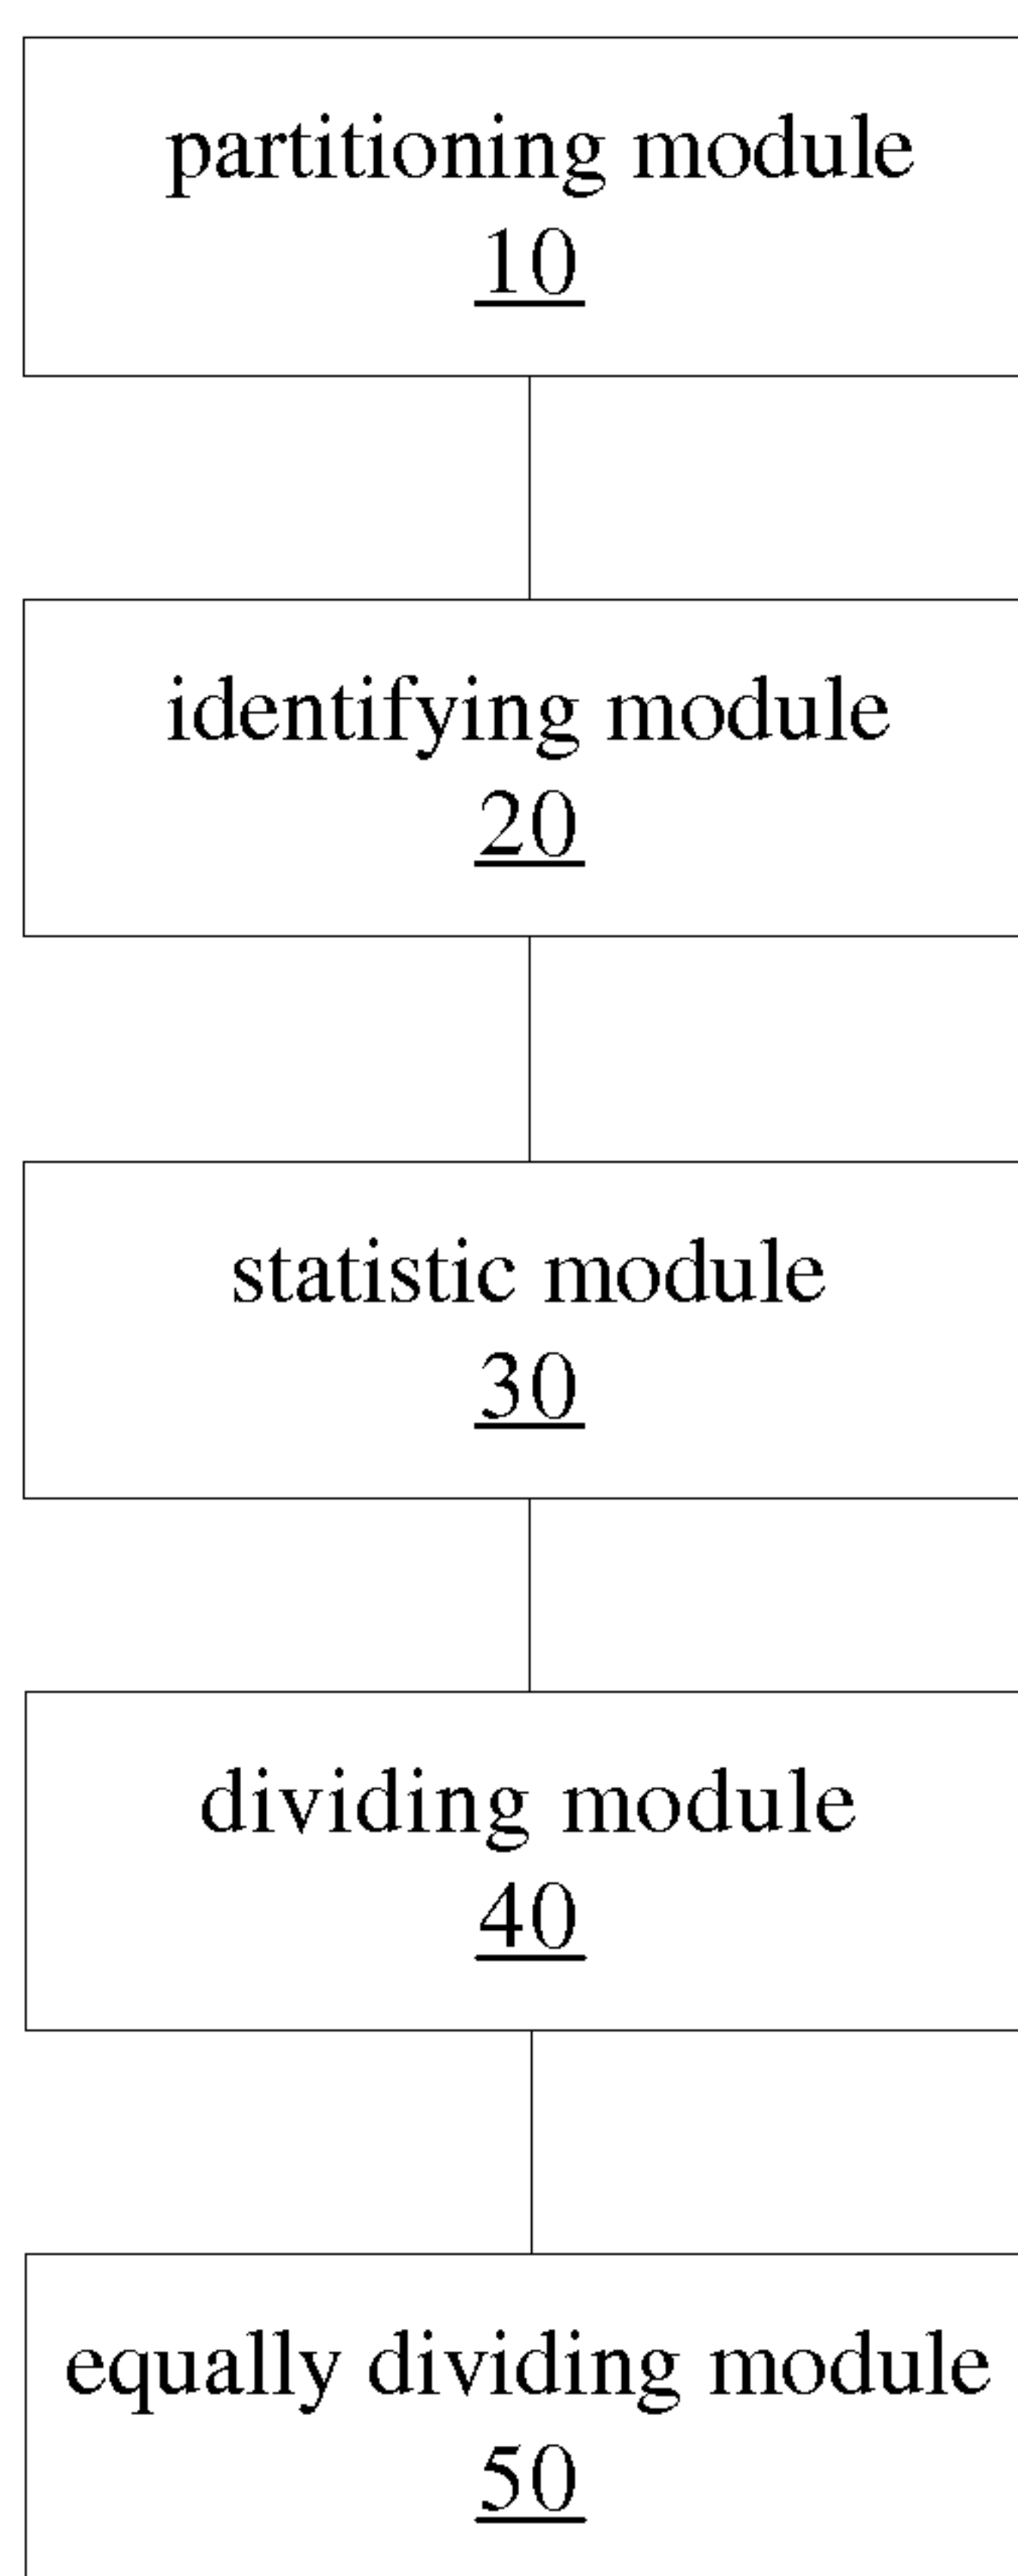 partitioning module
10
identifying module
20
statistic module
30
dividing module
40
equally dividing module
50